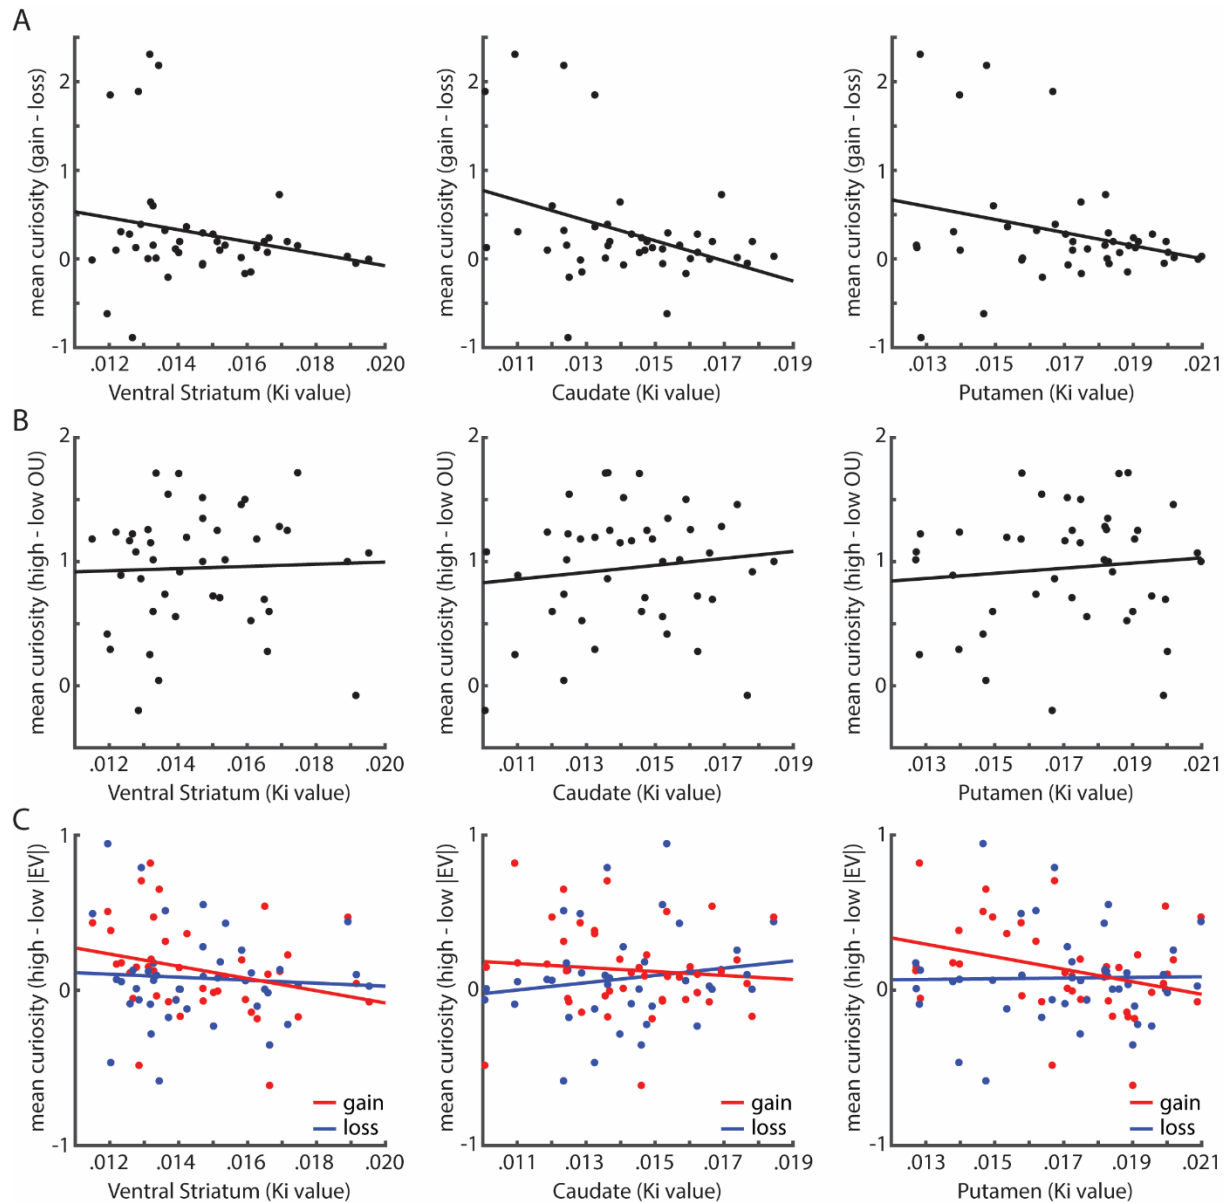 A
mean curiosity (gain - loss)
2
1
0
-1
.012 .014 .016 .018 .020
Ventral Striatum (Ki value)
mean curiosity (gain - loss)
2
1
0
-1
.011 .013 .015 .017 .019
Caudate (Ki value)
mean curiosity (gain - loss)
2
1
0
-1
.013 .015 .017 .019 .021
Putamen (Ki value)
B
mean curiosity (high - low OU)
2
1
0
.012 .014 .016 .018 .020
Ventral Striatum (Ki value)
mean curiosity (high - low OU)
2
1
0
.011 .013 .015 .017 .019
Caudate (Ki value)
mean curiosity (high - low OU)
2
1
0
.013 .015 .017 .019 .021
Putamen (Ki value)
C
mean curiosity (high - low |EV|)
1
0
-1
gain
loss
.012 .014 .016 .018 .020
Ventral Striatum (Ki value)
mean curiosity (high - low |EV|)
1
0
-1
gain
loss
.011 .013 .015 .017 .019
Caudate (Ki value)
mean curiosity (high - low |EV|)
1
0
-1
gain
loss
.013 .015 .017 .019 .021
Putamen (Ki value)